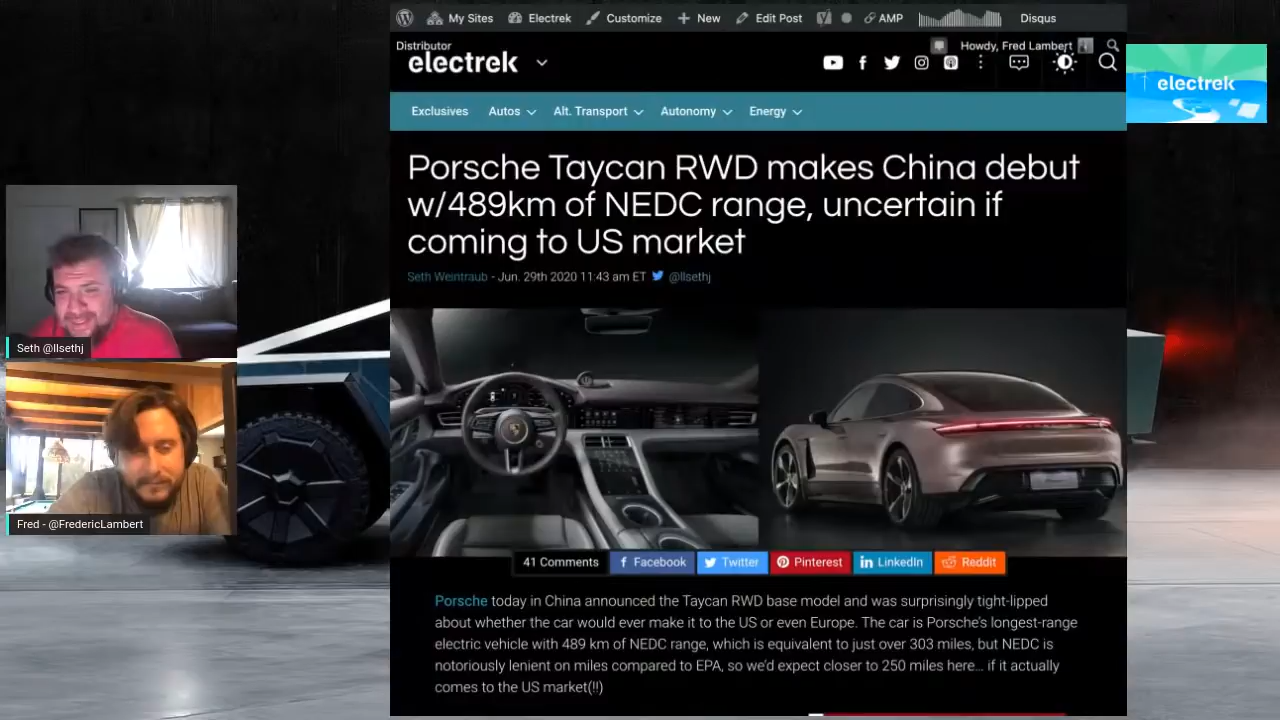 My Sites Electrek Customize New Edit Post AMP Disqus
Distributor
Howdy, Fred Lambert
electrek
electrek
Exclusives Autos Alt. Transport Autonomy Energy
Porsche Taycan RWD makes China debut
w/489km of NEDC range, uncertain if
coming to US market
Seth Weintraub - Jun. 29th 2020 11:43 am ET @llsethj
Seth @llsethj
Fred - @FredericLambert
41 Comments Facebook Twitter Pinterest LinkedIn Reddit
Porsche today in China announced the Taycan RWD base model and was surprisingly tight-lipped
about whether the car would ever make it to the US or even Europe. The car is Porsche's longest-range
electric vehicle with 489 km of NEDC range, which is equivalent to just over 303 miles, but NEDC is
notoriously lenient on miles compared to EPA, so we'd expect closer to 250 miles here... if it actually
comes to the US market(!!)